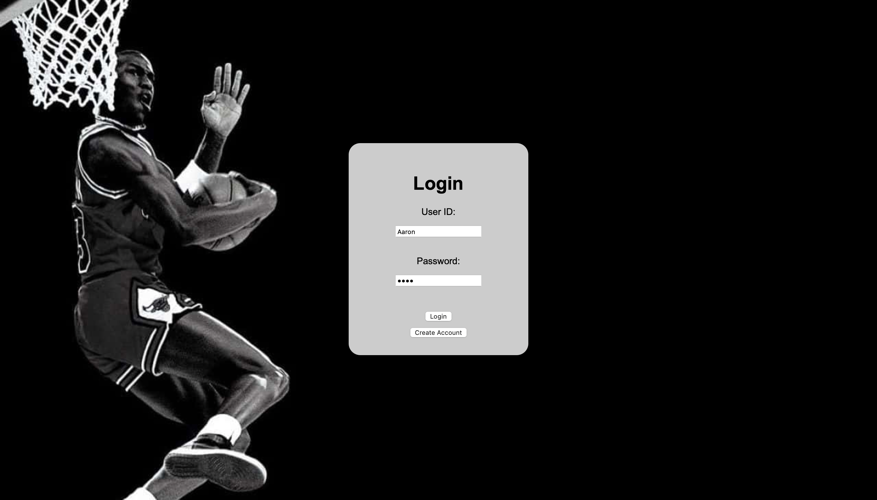 Login
User ID:
Aaron
Password:
••••
Login
Create Account